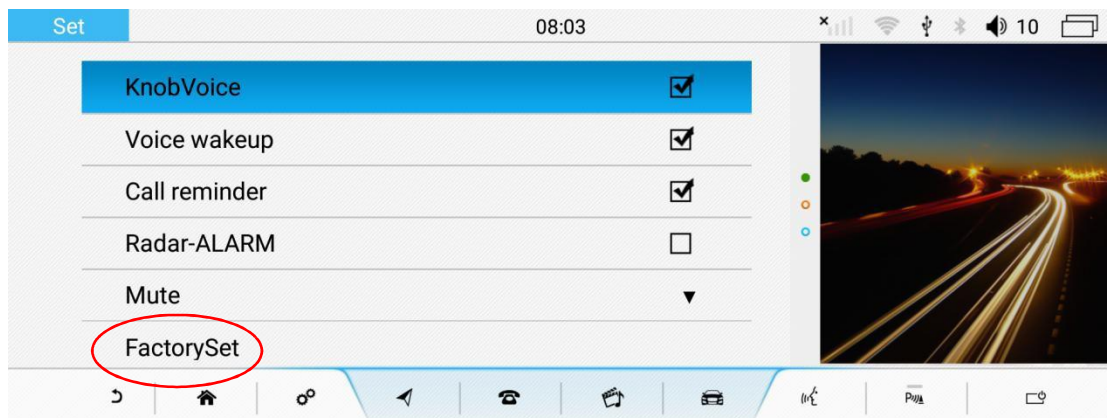 Set
08:03
10
KnobVoice
Voice wakeup
Call reminder
Radar-ALARM
Mute
FactorySet
P